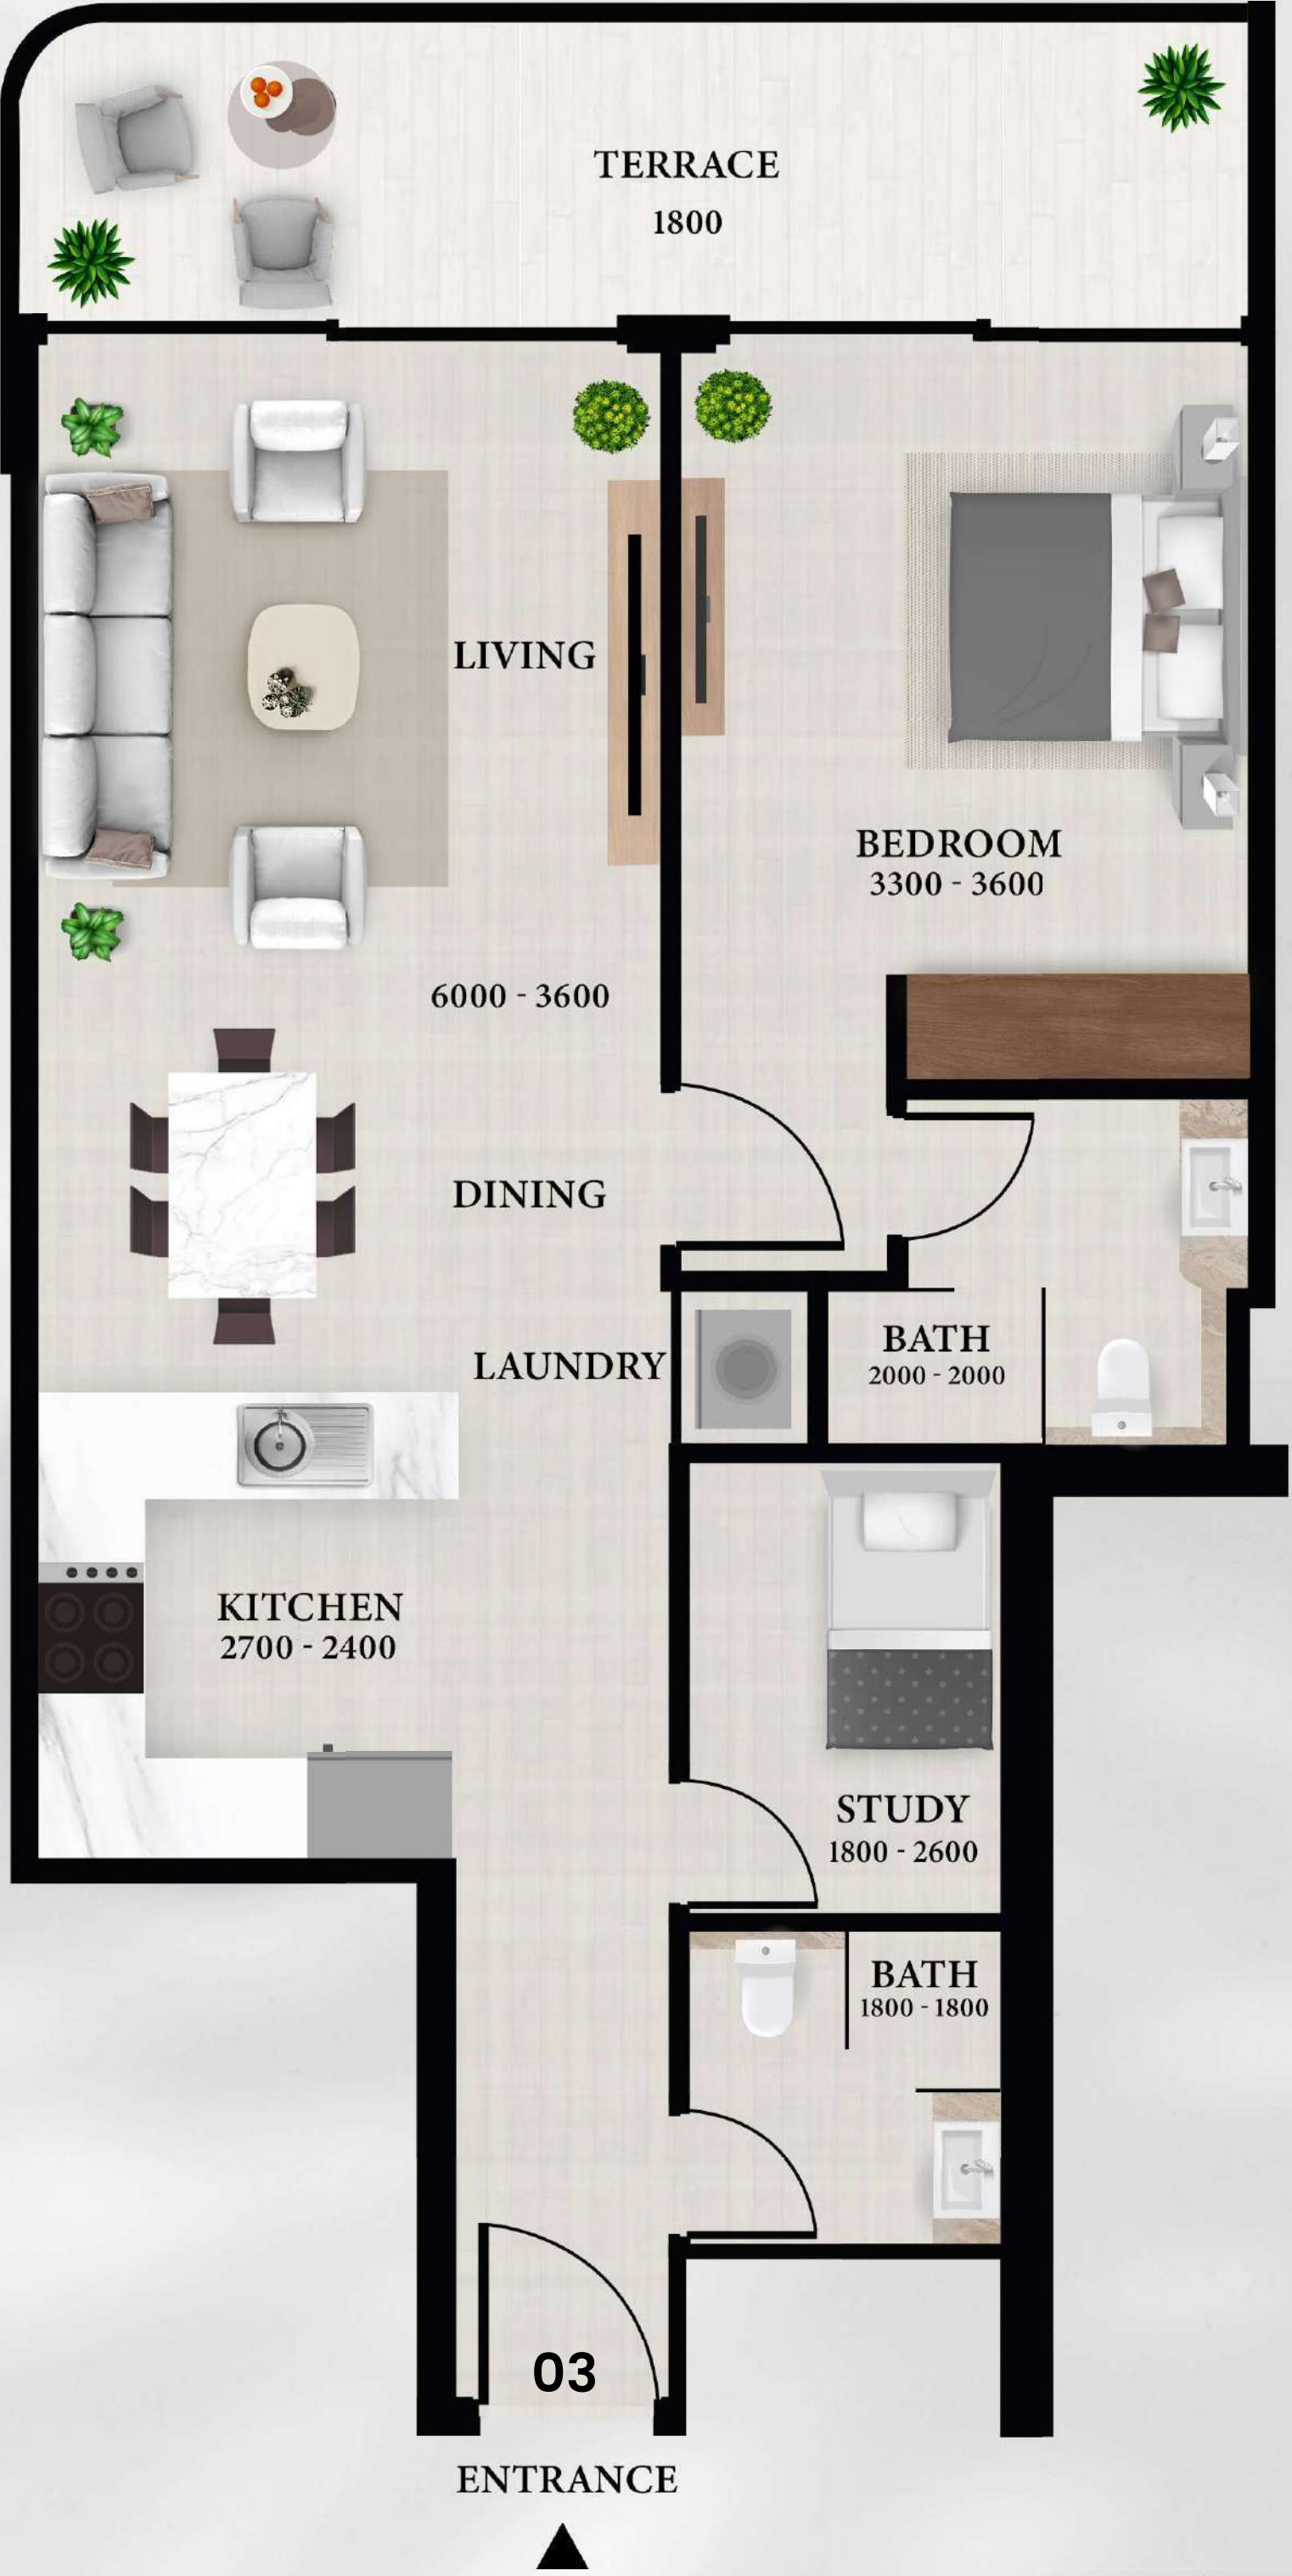 TERRACE
1800
LIVING
BEDROOM
3300 - 3600
6000 - 3600
DINING
LAUNDRY
BATH
2000 - 2000
KITCHEN
2700 - 2400
STUDY
1800 - 2600
BATH
1800 - 1800
03
ENTRANCE